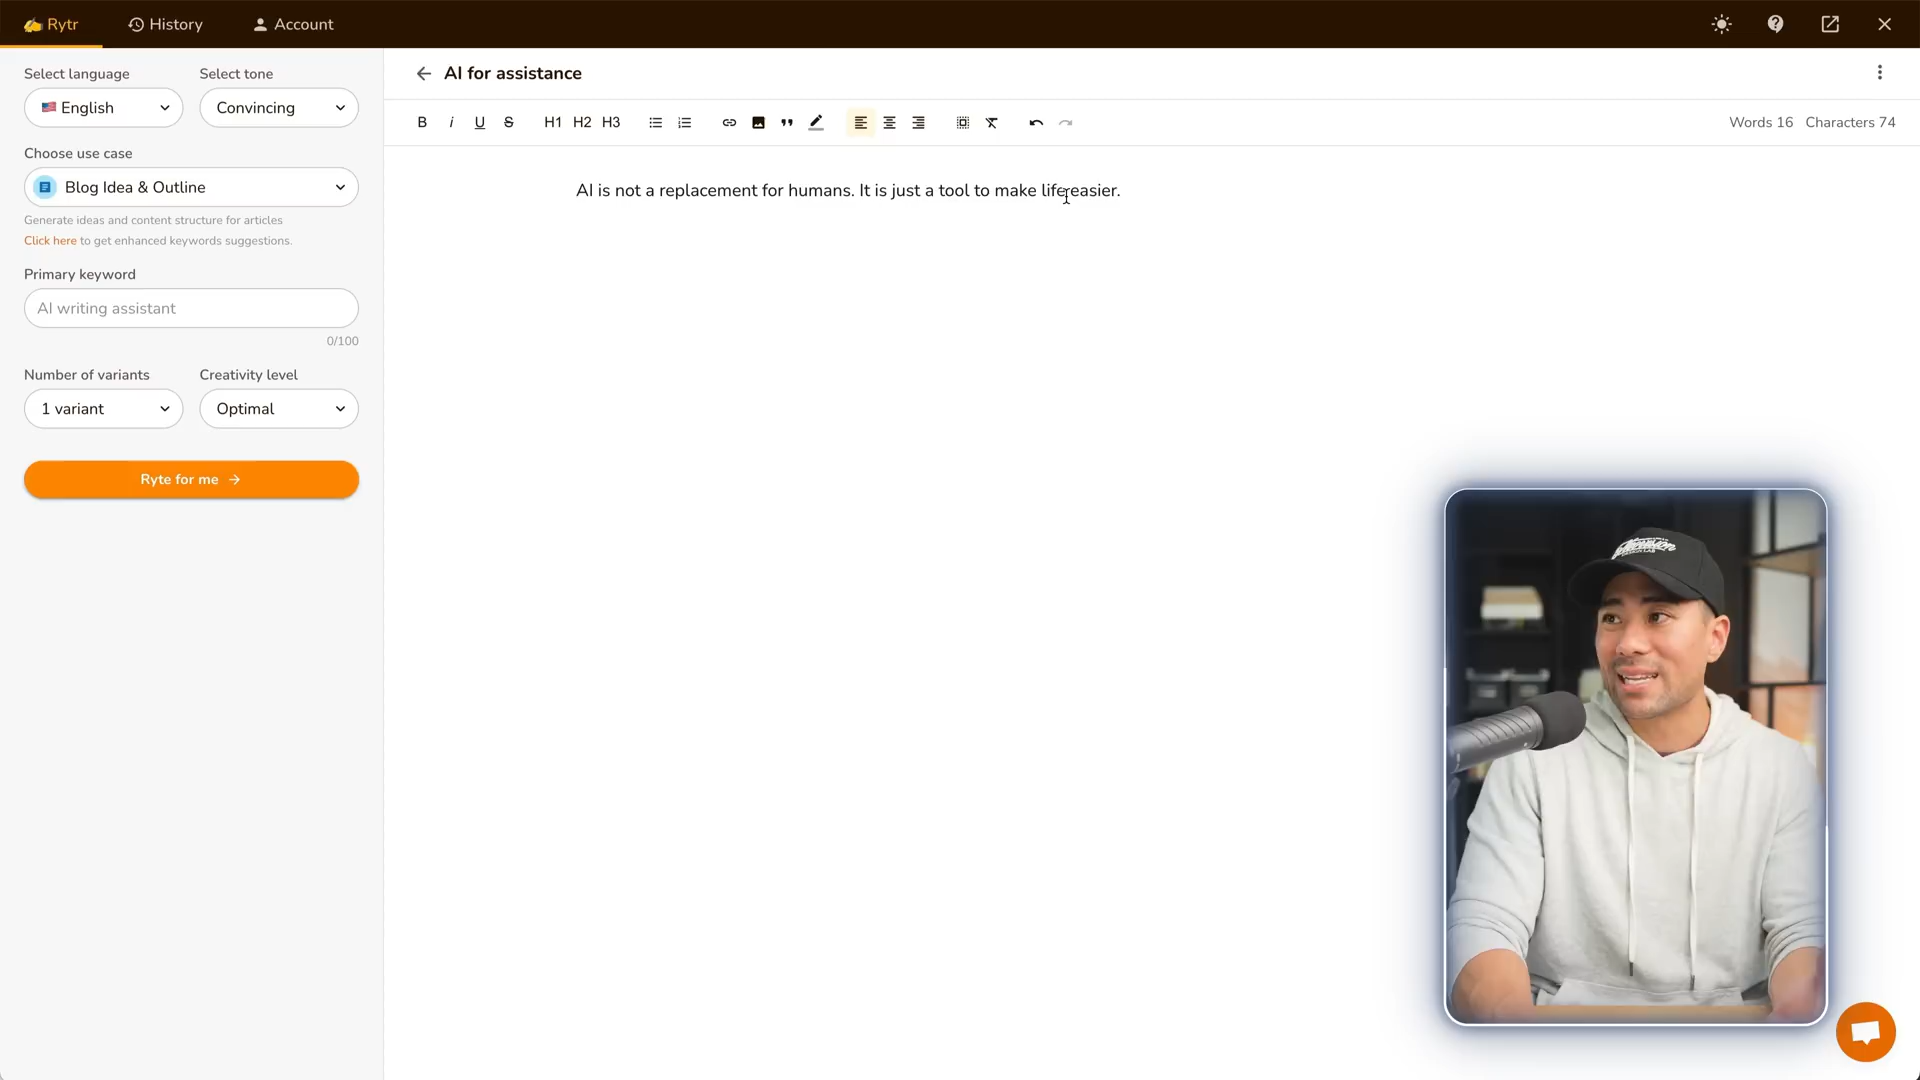 Rytr
History
Account
Select language
Select tone
English
Convincing
Choose use case
Blog Idea & Outline
Generate ideas and content structure for articles
Click here to get enhanced keywords suggestions.
Primary keyword
AI writing assistant
0/100
Number of variants
Creativity level
1 variant
Optimal
Ryte for me
AI for assistance
B i U S H1 H2 H3
Words 16 Characters 74
AI is not a replacement for humans. It is just a tool to make life easier.